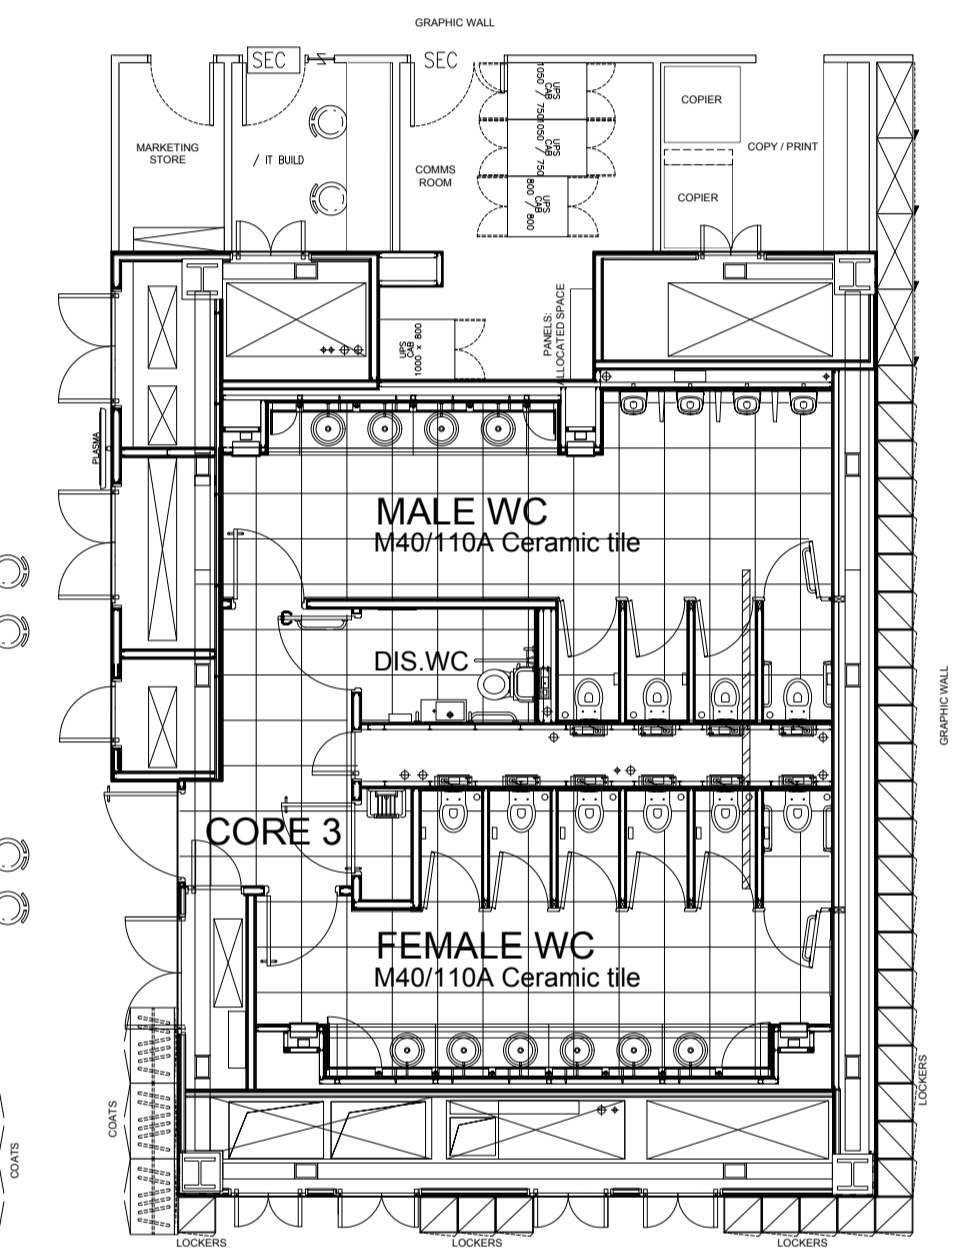 GRAPHIC WALL
SEC
SEC
1050 / 750
UPS
CAB
COPIER
MARKETING
STORE
/ IT BUILD
COMMS
ROOM
1050 / 750
UPS
CAB
COPY / PRINT
COPIER
800 / 800
UPS
CAB
UPS
CAB
1000 x 800
PANELS:
ALLOCATED SPACE
PLASMA
MALE WC
M40/110A Ceramic tile
C
DIS.WC
GRAPHIC WALL
CORE 3
FEMALE WC
M40/110A Ceramic tile
COATS
COATS
LOCKERS
LOCKERS
LOCKERS
LOCKERS